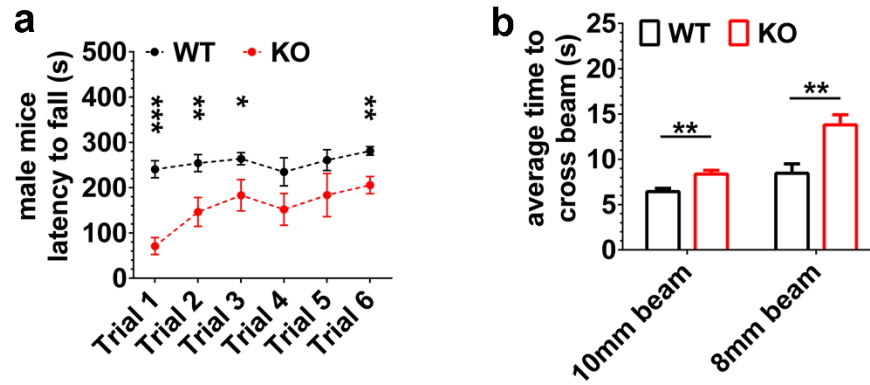 a
WT KO
male mice
latency to fall (s)
500
400
300
200
100
0
***
**
*
**
Trial 1
Trial 2
Trial 3
Trial 4
Trial 5
Trial 6
b
WT KO
average time to
cross beam (s)
25
20
15
10
5
0
**
**
10mm beam
8mm beam